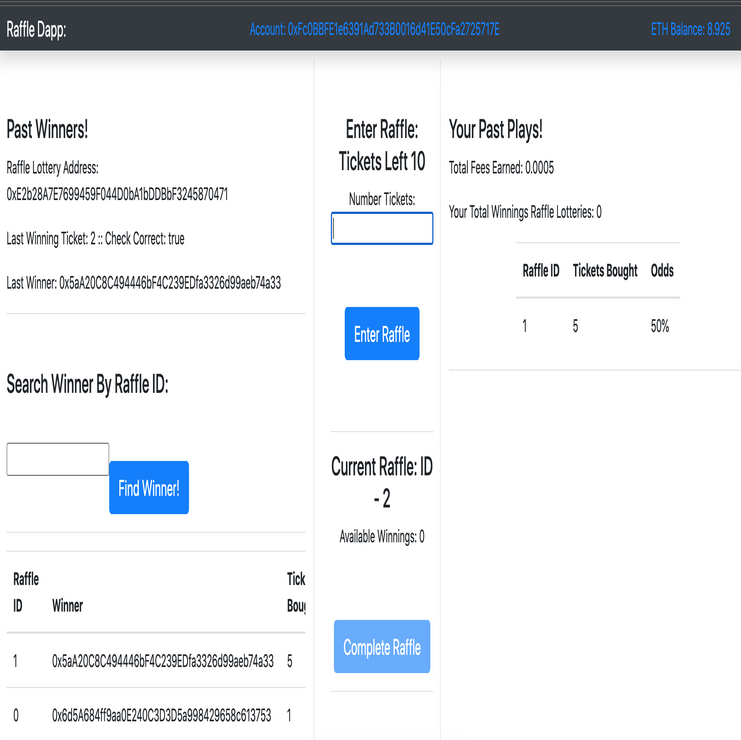 Raffle Dapp:
Account: 0xFc0BBFE1e6391Ad733B0016d41E50cFa2725717E
ETH Balance: 8.925
Past Winners!
Raffle Lottery Address:
0xE2b28A7E7699459F044D0bA1bDDBbF3245870471
Last Winning Ticket: 2 :: Check Correct: true
Last Winner: 0x5aA20C8C494446bF4C239EDfa3326d99aeb74a33
Search Winner By Raffle ID:
Find Winner!
Raffle ID Winner Tick Bou
1 0x5aA20C8C494446bF4C239EDfa3326d99aeb74a33 5
0 0x6d5A684ff9aa0E240C3D3D5a998429658c613753 1
Enter Raffle:
Tickets Left 10
Number Tickets:
Enter Raffle
Current Raffle: ID
- 2
Available Winnings: 0
Complete Raffle
Your Past Plays!
Total Fees Earned: 0.0005
Your Total Winnings Raffle Lotteries: 0
Raffle ID Tickets Bought Odds
1 5 50%